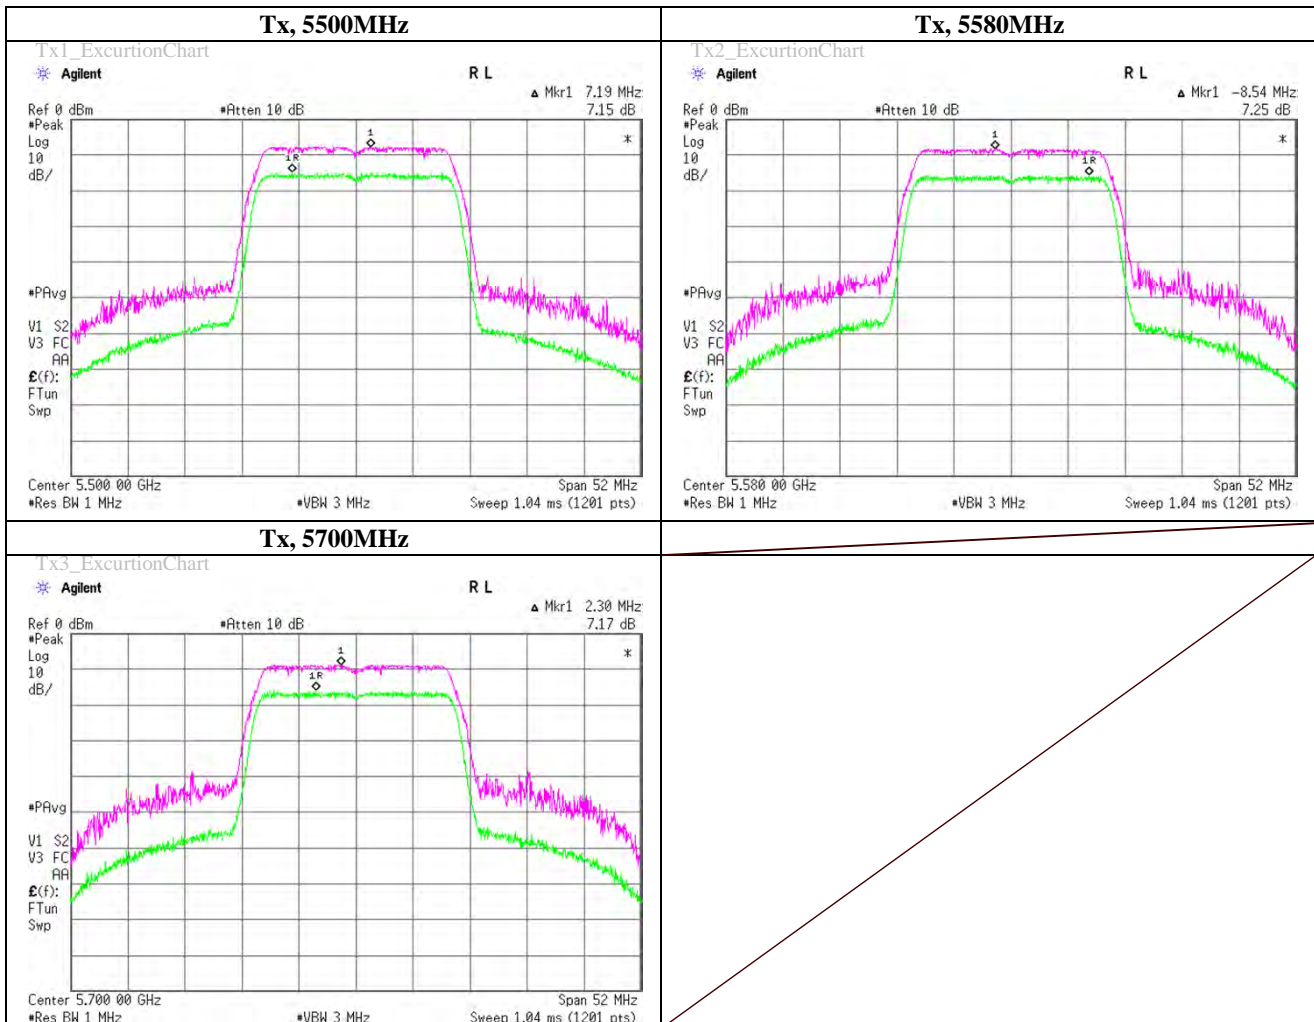 Tx, 5500MHz
Tx, 5580MHz
Tx1_ExcurtionChart
Agilent
R L
Δ Mkr1 7.19 MHz
Ref 0 dBm #Atten 10 dB 7.15 dB
#Peak
Log
10
dB/
1
1R
*
#PAvg
V1 S2
V3 FC
AA
£(f):
FTun
Swp
Center 5.500 00 GHz Span 52 MHz
#Res BW 1 MHz #VBW 3 MHz Sweep 1.04 ms (1201 pts)
Tx2_ExcurtionChart
Agilent
R L
Δ Mkr1 -8.54 MHz
Ref 0 dBm #Atten 10 dB 7.25 dB
#Peak
Log
10
dB/
1
1R
*
#PAvg
V1 S2
V3 FC
AA
£(f):
FTun
Swp
Center 5.580 00 GHz Span 52 MHz
#Res BW 1 MHz #VBW 3 MHz Sweep 1.04 ms (1201 pts)
Tx, 5700MHz
Tx3_ExcurtionChart
Agilent
R L
Δ Mkr1 2.30 MHz
Ref 0 dBm #Atten 10 dB 7.17 dB
#Peak
Log
10
dB/
1
1R
*
#PAvg
V1 S2
V3 FC
AA
£(f):
FTun
Swp
Center 5.700 00 GHz Span 52 MHz
#Res BW 1 MHz #VBW 3 MHz Sweep 1.04 ms (1201 pts)